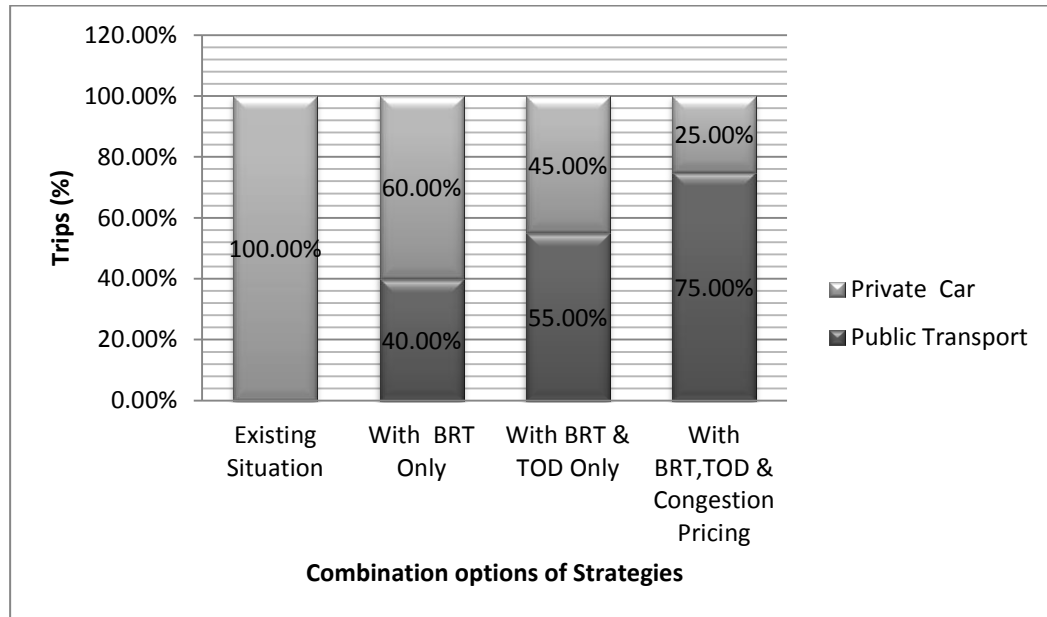 120.00%
100.00%
80.00%
60.00%
40.00%
20.00%
0.00%
Trips (%)
100.00%
60.00%
40.00%
45.00%
55.00%
25.00%
75.00%
Existing
Situation
With BRT
Only
With BRT &
TOD Only
With
BRT,TOD &
Congestion
Pricing
Combination options of Strategies
Private Car
Public Transport